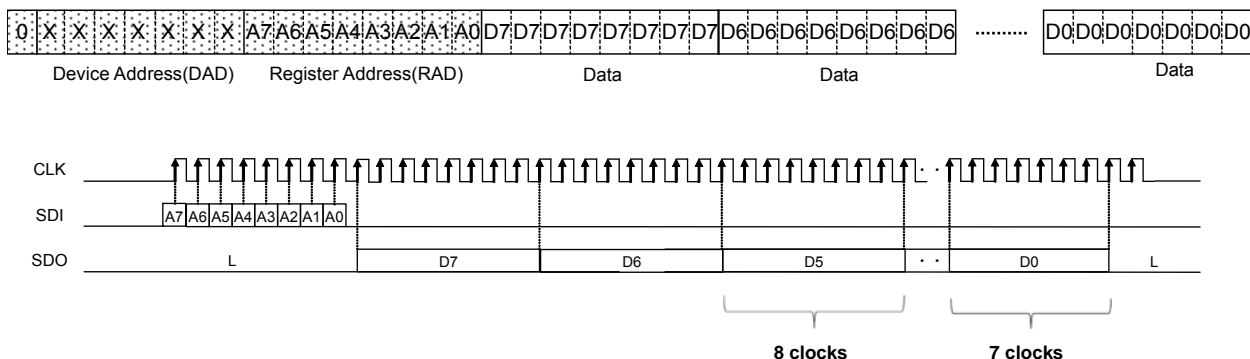 0 X X X X X X X A7 A6 A5 A4 A3 A2 A1 A0 D7 D7 D7 D7 D7 D7 D7 D7 D6 D6 D6 D6 D6 D6 D6 D6 ·········· D0 D0 D0 D0 D0 D0 D0
Device Address(DAD) Register Address(RAD) Data Data Data
CLK · ·
SDI A7 A6 A5 A4 A3 A2 A1 A0
SDO L D7 D6 D5 · · D0 L
8 clocks 7 clocks